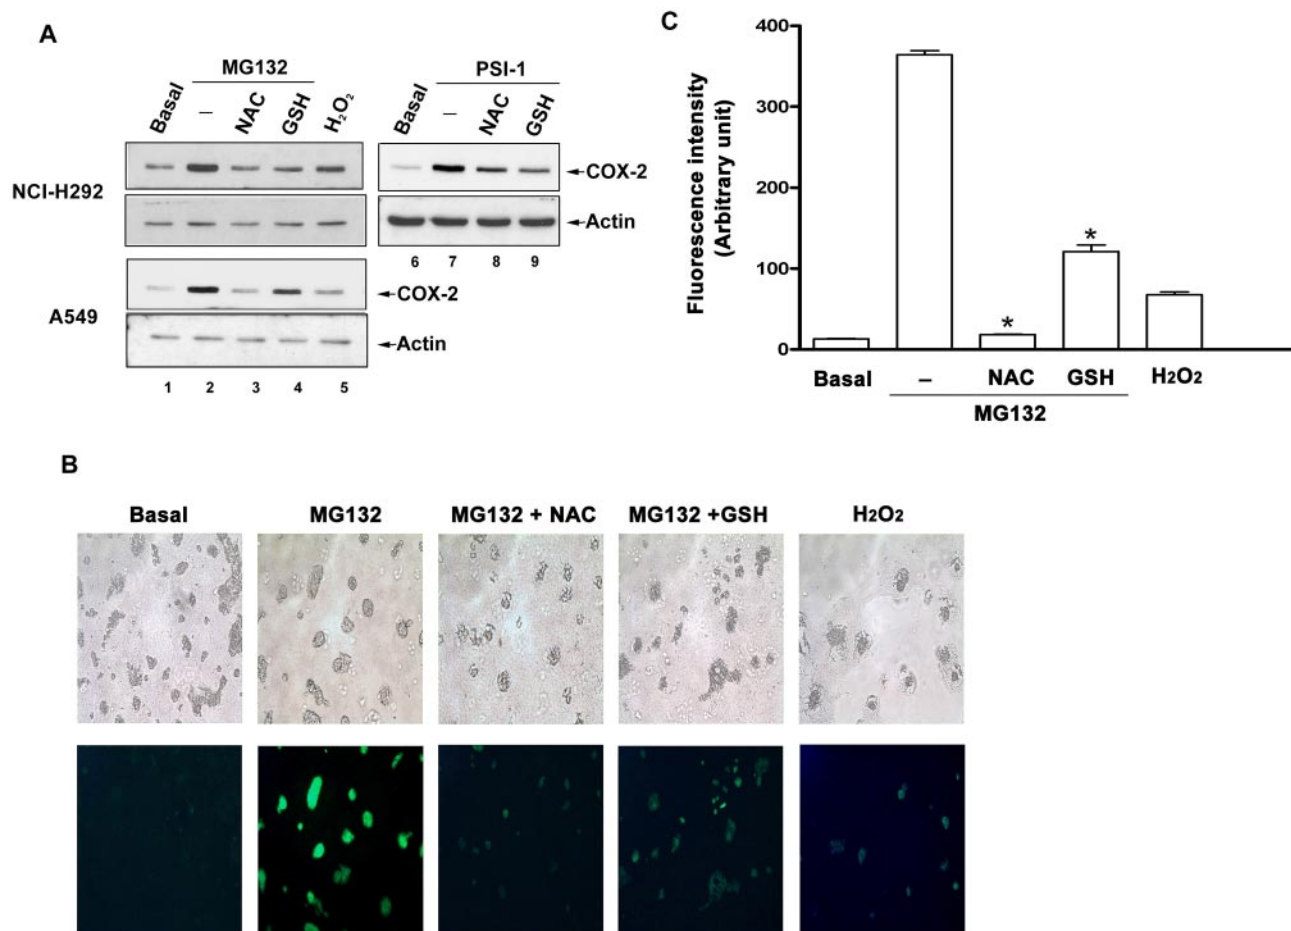 A
MG132
Basal
–
NAC
GSH
H₂O₂
PSI-1
Basal
–
NAC
GSH
NCI-H292
COX-2
Actin
6 7 8 9
A549
COX-2
Actin
1 2 3 4 5
C
Fluorescence intensity
(Arbitrary unit)
400
300
200
100
0
*
*
Basal – NAC GSH H₂O₂
MG132
B
Basal MG132 MG132 + NAC MG132 +GSH H₂O₂